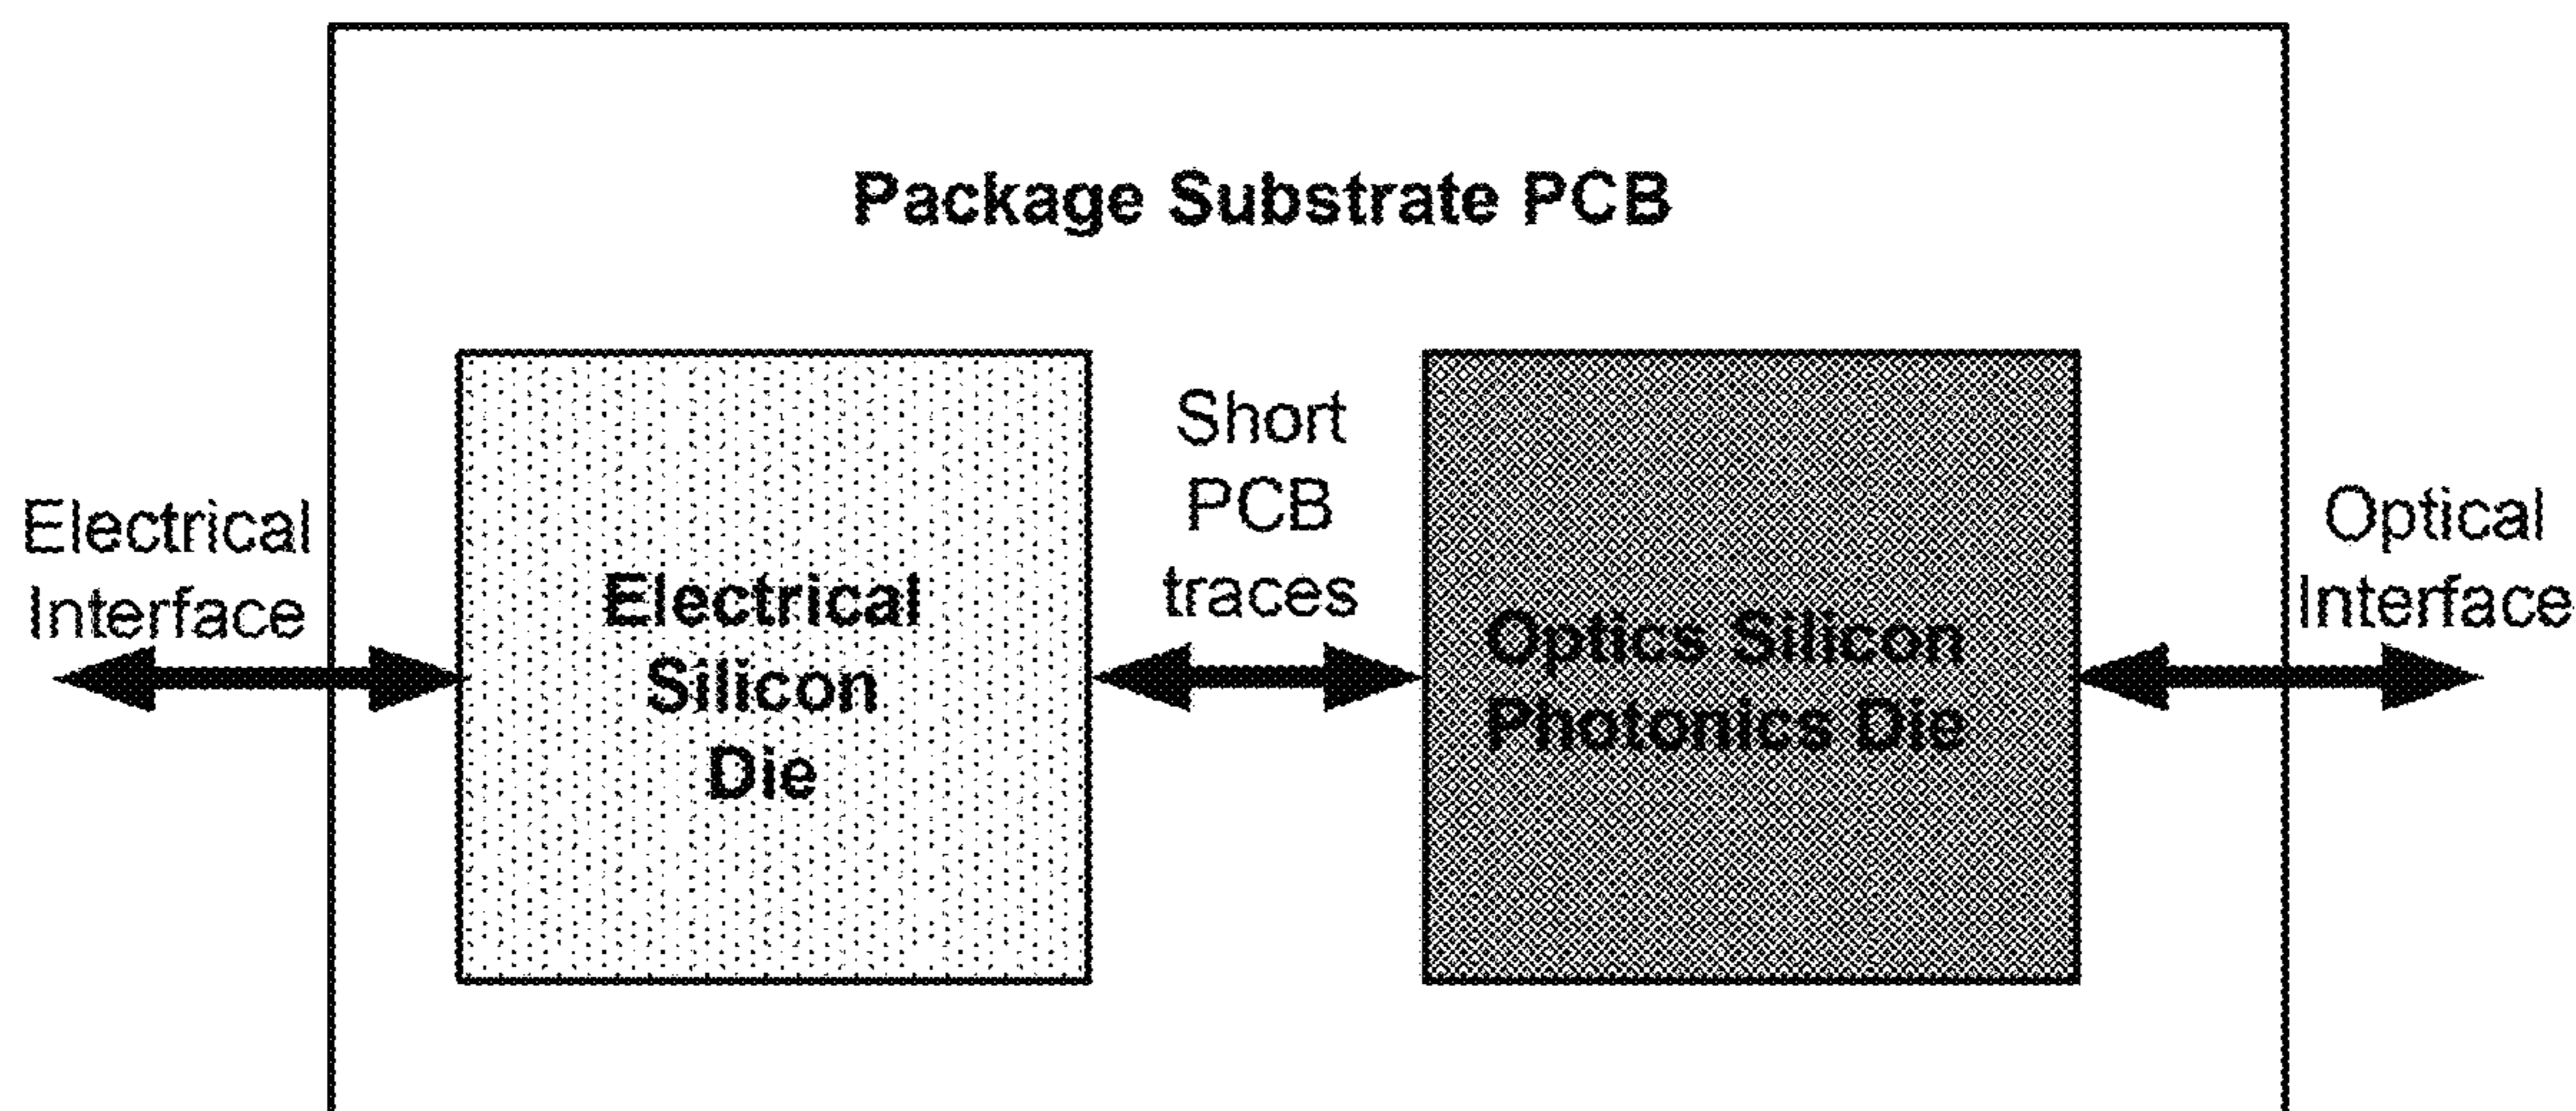 Package Substrate PCB
Electrical
Interface
Electrical
Silicon
Die
Short
PCB
traces
Optics Silicon
Photonics Die
Optical
Interface